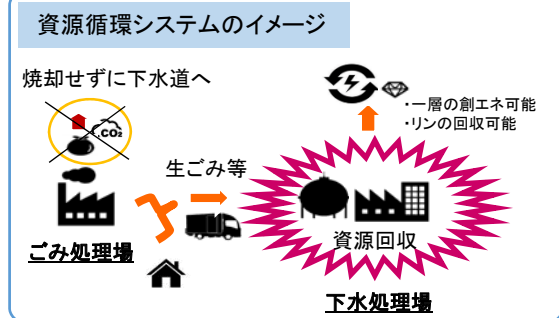 資源循環システムのイメージ
焼却せずに下水道へ
CO₂
・一層の創エネ可能
・リンの回収可能
生ごみ等
ごみ処理場
資源回収
下水処理場